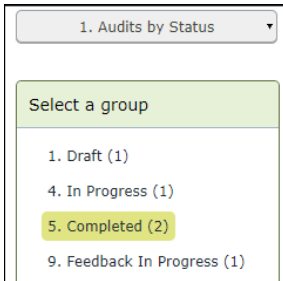 1. Audits by Status
Select a group
1. Draft (1)
4. In Progress (1)
5. Completed (2)
9. Feedback In Progress (1)